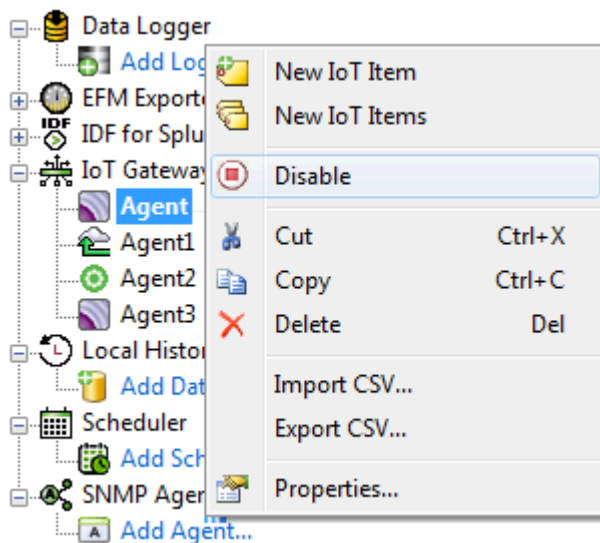 Data Logger
Add Log
New IoT Item
EFM Exporte
New IoT Items
IDF for Splu
IoT Gateway
Disable
Agent
Agent1
Cut Ctrl+X
Agent2
Copy Ctrl+C
Agent3
Delete Del
Local Histor
Add Dat
Import CSV...
Scheduler
Export CSV...
Add Sch
SNMP Agen
Properties...
Add Agent...